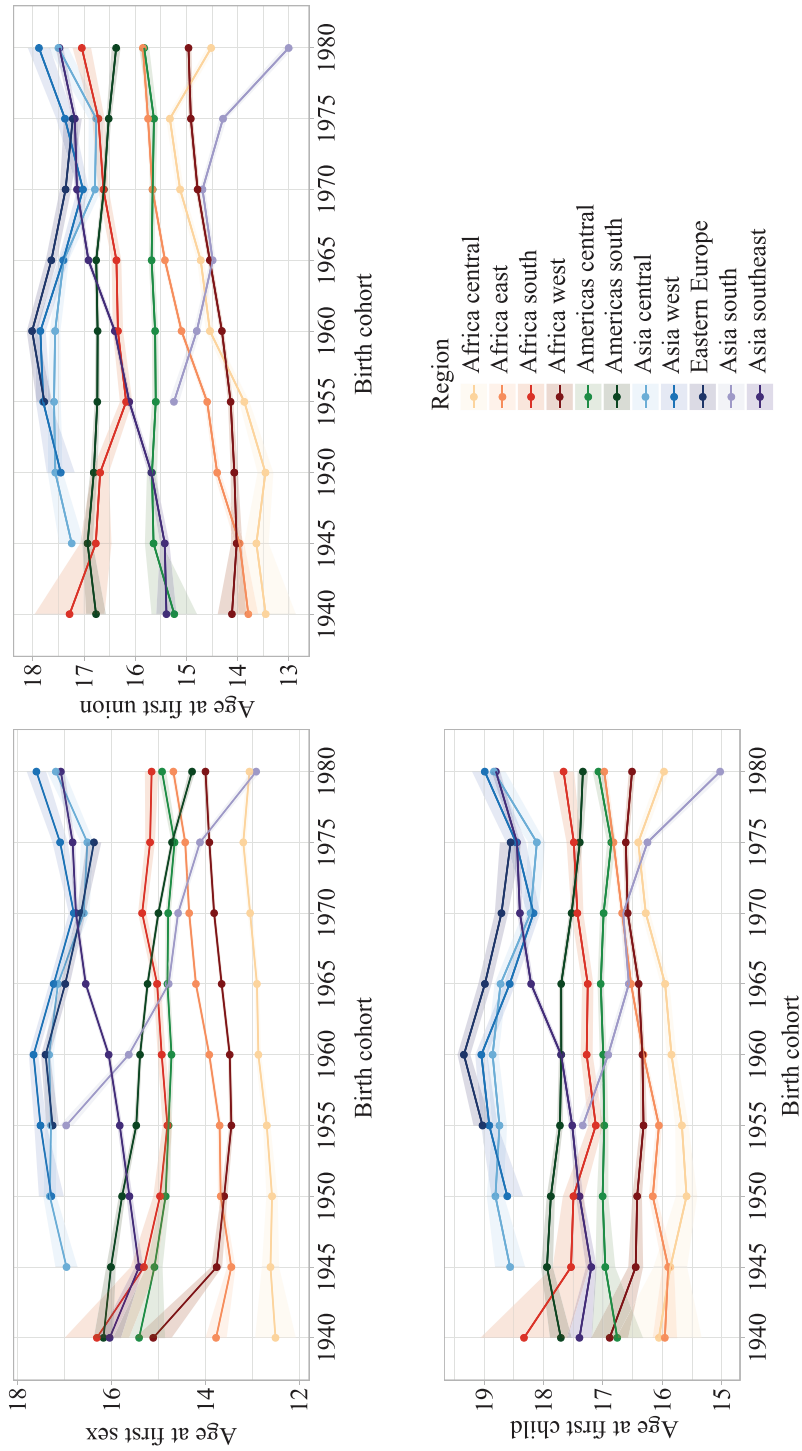 18
16
14
12
Age at first sex
1940
1945
1950
1955
1960
1965
1970
1975
1980
Birth cohort
18
17
16
15
14
13
Age at first union
1940
1945
1950
1955
1960
1965
1970
1975
1980
Birth cohort
19
18
17
16
15
Age at first child
1940
1945
1950
1955
1960
1965
1970
1975
1980
Birth cohort
Region
Africa central
Africa east
Africa south
Africa west
Americas central
Americas south
Asia central
Asia west
Eastern Europe
Asia south
Asia southeast